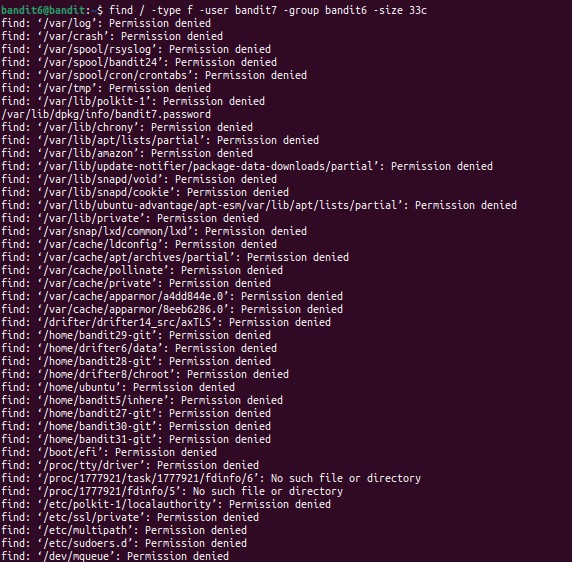 bandit6@bandit:~$ find / -type f -user bandit7 -group bandit6 -size 33c
find: ‘/var/log’: Permission denied
find: ‘/var/crash’: Permission denied
find: ‘/var/spool/rsyslog’: Permission denied
find: ‘/var/spool/bandit24’: Permission denied
find: ‘/var/spool/cron/crontabs’: Permission denied
find: ‘/var/tmp’: Permission denied
find: ‘/var/lib/polkit-1’: Permission denied
/var/lib/dpkg/info/bandit7.password
find: ‘/var/lib/chrony’: Permission denied
find: ‘/var/lib/apt/lists/partial’: Permission denied
find: ‘/var/lib/amazon’: Permission denied
find: ‘/var/lib/update-notifier/package-data-downloads/partial’: Permission denied
find: ‘/var/lib/snapd/void’: Permission denied
find: ‘/var/lib/snapd/cookie’: Permission denied
find: ‘/var/lib/ubuntu-advantage/apt-esm/var/lib/apt/lists/partial’: Permission denied
find: ‘/var/lib/private’: Permission denied
find: ‘/var/snap/lxd/common/lxd’: Permission denied
find: ‘/var/cache/ldconfig’: Permission denied
find: ‘/var/cache/apt/archives/partial’: Permission denied
find: ‘/var/cache/pollinate’: Permission denied
find: ‘/var/cache/private’: Permission denied
find: ‘/var/cache/apparmor/a4dd844e.0’: Permission denied
find: ‘/var/cache/apparmor/8eeb6286.0’: Permission denied
find: ‘/drifter/drifter14_src/axTLS’: Permission denied
find: ‘/home/bandit29-git’: Permission denied
find: ‘/home/drifter6/data’: Permission denied
find: ‘/home/bandit28-git’: Permission denied
find: ‘/home/drifter8/chroot’: Permission denied
find: ‘/home/ubuntu’: Permission denied
find: ‘/home/bandit5/inhere’: Permission denied
find: ‘/home/bandit27-git’: Permission denied
find: ‘/home/bandit30-git’: Permission denied
find: ‘/home/bandit31-git’: Permission denied
find: ‘/boot/efi’: Permission denied
find: ‘/proc/tty/driver’: Permission denied
find: ‘/proc/1777921/task/1777921/fdinfo/6’: No such file or directory
find: ‘/proc/1777921/fdinfo/5’: No such file or directory
find: ‘/etc/polkit-1/localauthority’: Permission denied
find: ‘/etc/ssl/private’: Permission denied
find: ‘/etc/multipath’: Permission denied
find: ‘/etc/sudoers.d’: Permission denied
find: ‘/dev/mqueue’: Permission denied